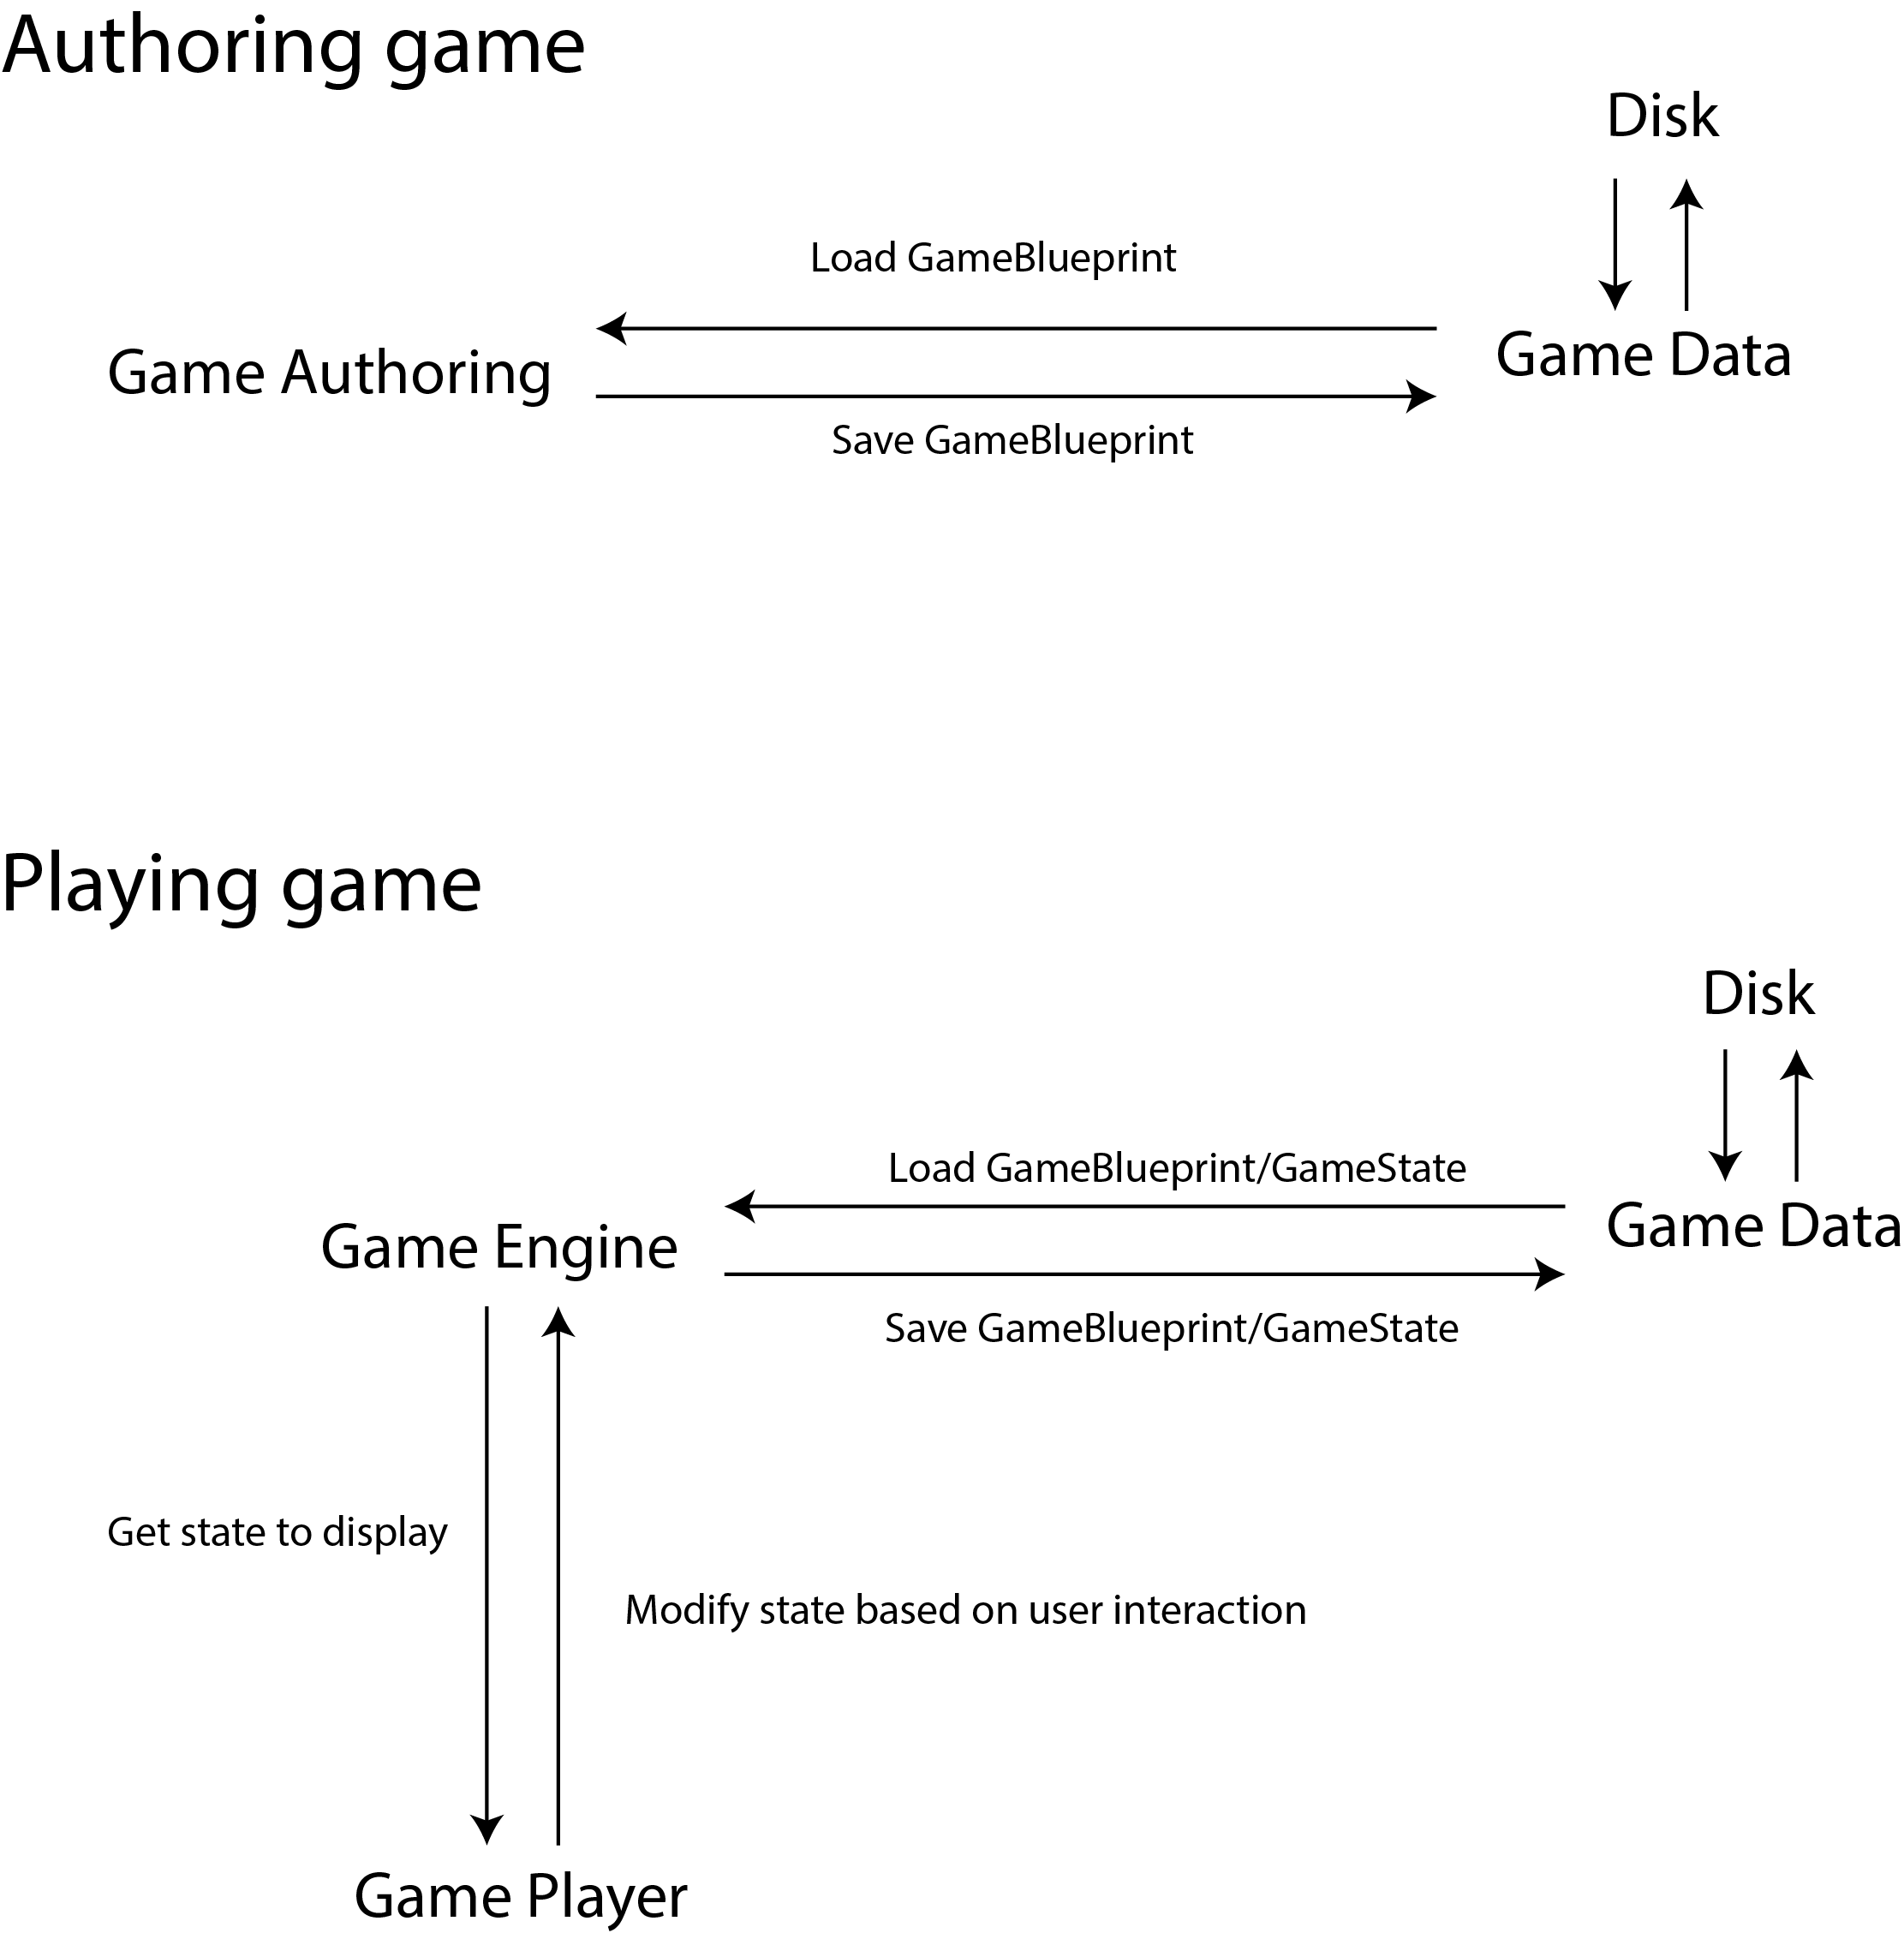 Authoring game
Disk
Load GameBlueprint
Game Data
Game Authoring
Save GameBlueprint
Playing game
Disk
Load GameBlueprint/GameState
Game Data
Game Engine
Save GameBlueprint/GameState
Get state to display
Modify state based on user interaction
Game Player